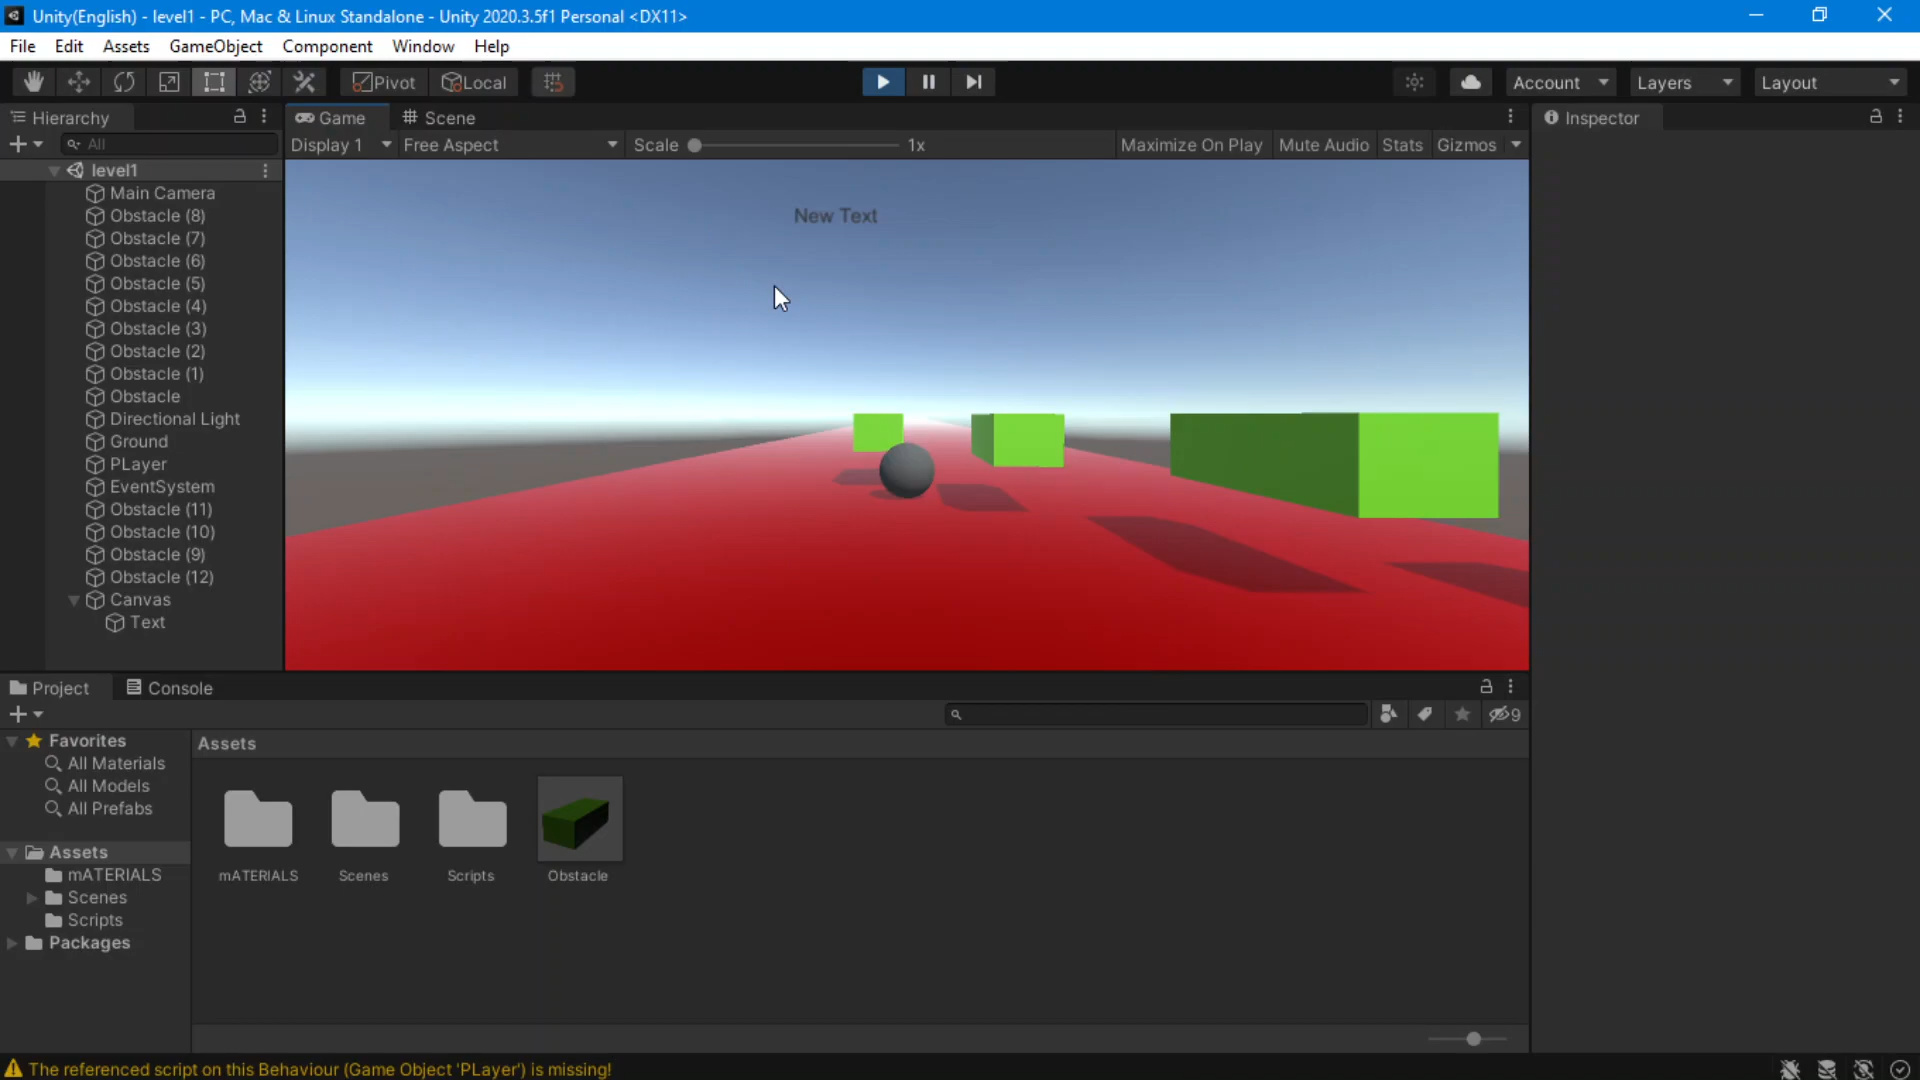 Unity(English) - level1 - PC, Mac & Linux Standalone - Unity 2020.3.5f1 Personal <DX11>
File Edit Assets GameObject Component Window Help
Pivot Local Account Layers Layout
Hierarchy Game Scene Inspector
All Display 1 Free Aspect Scale 1x Maximize On Play Mute Audio Stats Gizmos
level1
Main Camera
Obstacle (8)
Obstacle (7)
Obstacle (6)
Obstacle (5)
Obstacle (4)
Obstacle (3)
Obstacle (2)
Obstacle (1)
Obstacle
Directional Light
Ground
PLayer
EventSystem
Obstacle (11)
Obstacle (10)
Obstacle (9)
Obstacle (12)
Canvas
Text
New Text
Project Console
9
Favorites
All Materials
All Models
All Prefabs
Assets
mATERIALS
Scenes
Scripts
Packages
Assets
mATERIALS Scenes Scripts Obstacle
The referenced script on this Behaviour (Game Object 'PLayer') is missing!